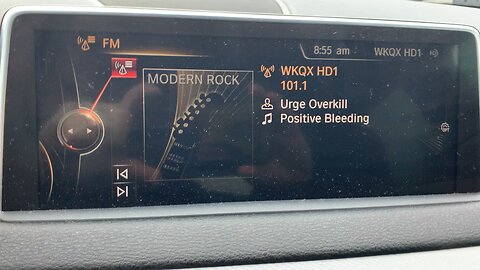 FM
8:55 am
WKQX HD1
MODERN ROCK
WKQX HD1
101.1
Urge Overkill
Positive Bleeding